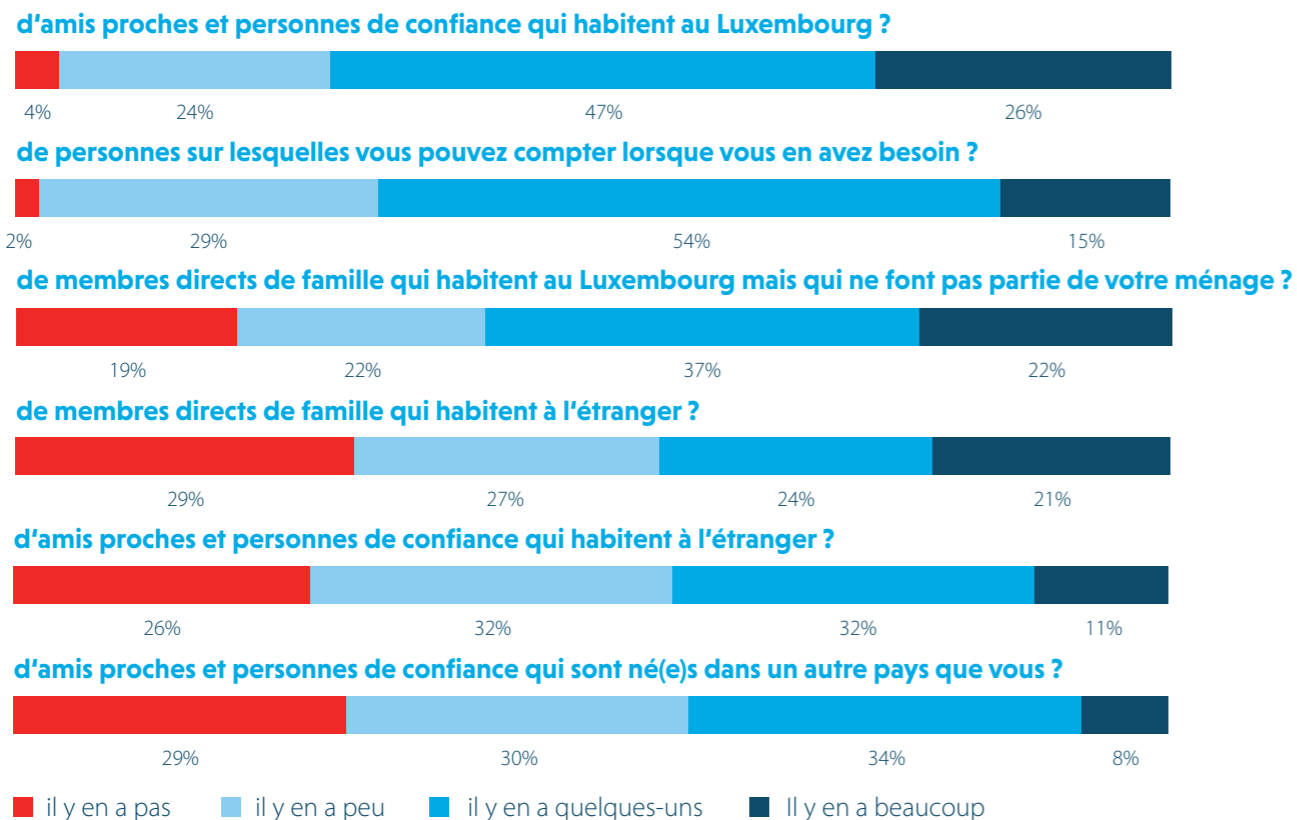 d'amis proches et personnes de confiance qui habitent au Luxembourg ?
4% 24% 47% 26%
de personnes sur lesquelles vous pouvez compter lorsque vous en avez besoin ?
2% 29% 54% 15%
de membres directs de famille qui habitent au Luxembourg mais qui ne font pas partie de votre ménage ?
19% 22% 37% 22%
de membres directs de famille qui habitent à l'étranger ?
29% 27% 24% 21%
d'amis proches et personnes de confiance qui habitent à l'étranger ?
26% 32% 32% 11%
d'amis proches et personnes de confiance qui sont né(e)s dans un autre pays que vous ?
29% 30% 34% 8%
il y en a pas il y en a peu il y en a quelques-uns Il y en a beaucoup